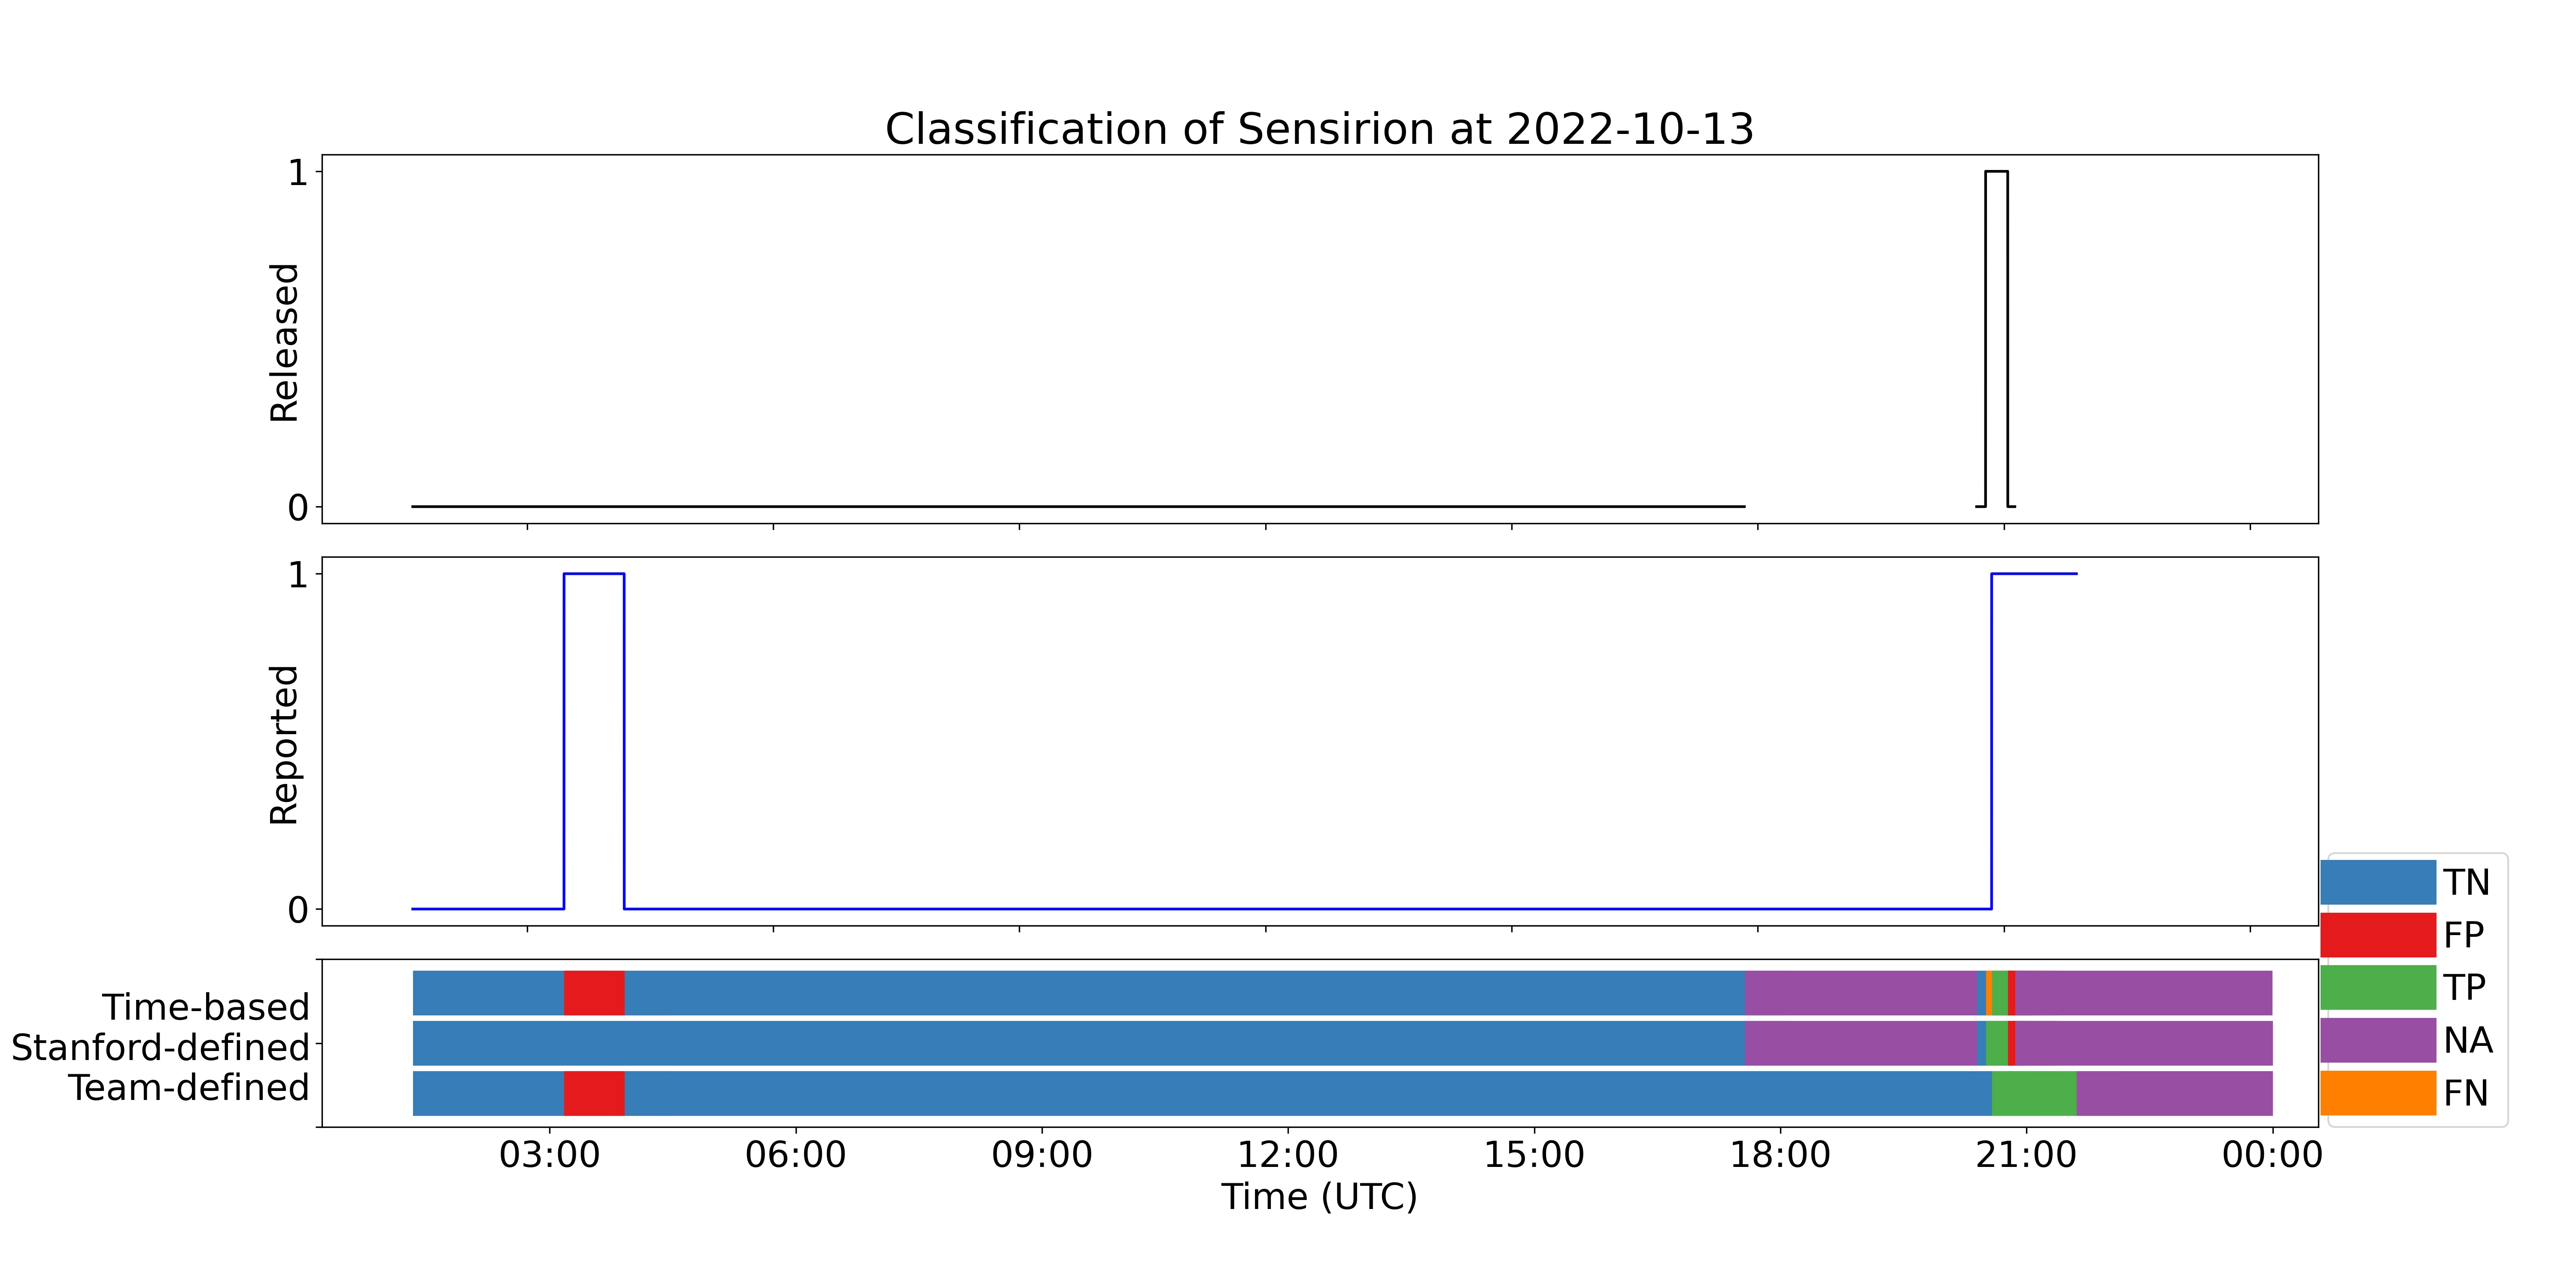 Classification of Sensirion at 2022-10-13
1
Released
0
1
Reported
0
TN
FP
TP
NA
FN
Time-based
Stanford-defined
Team-defined
03:00 06:00 09:00 12:00 15:00 18:00 21:00 00:00
Time (UTC)